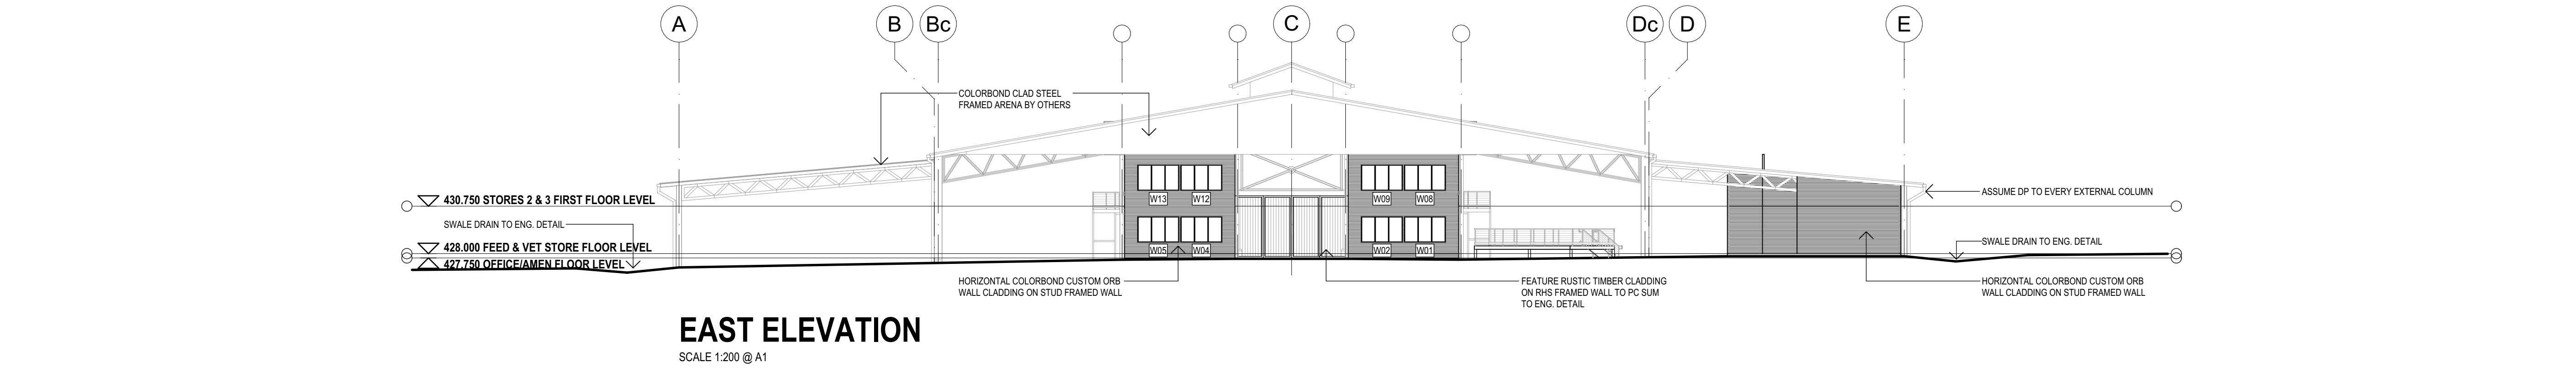 A B Bc C Dc D E
COLORBOND CLAD STEEL
FRAMED ARENA BY OTHERS
430.750 STORES 2 & 3 FIRST FLOOR LEVEL
ASSUME DP TO EVERY EXTERNAL COLUMN
W13 W12 W09 W08
SWALE DRAIN TO ENG. DETAIL
428.000 FEED & VET STORE FLOOR LEVEL
SWALE DRAIN TO ENG. DETAIL
W05 W04 W02 W01
427.750 OFFICE/AMEN FLOOR LEVEL
HORIZONTAL COLORBOND CUSTOM ORB
WALL CLADDING ON STUD FRAMED WALL
FEATURE RUSTIC TIMBER CLADDING
ON RHS FRAMED WALL TO PC SUM
TO ENG. DETAIL
HORIZONTAL COLORBOND CUSTOM ORB
WALL CLADDING ON STUD FRAMED WALL
EAST ELEVATION
SCALE 1:200 @ A1